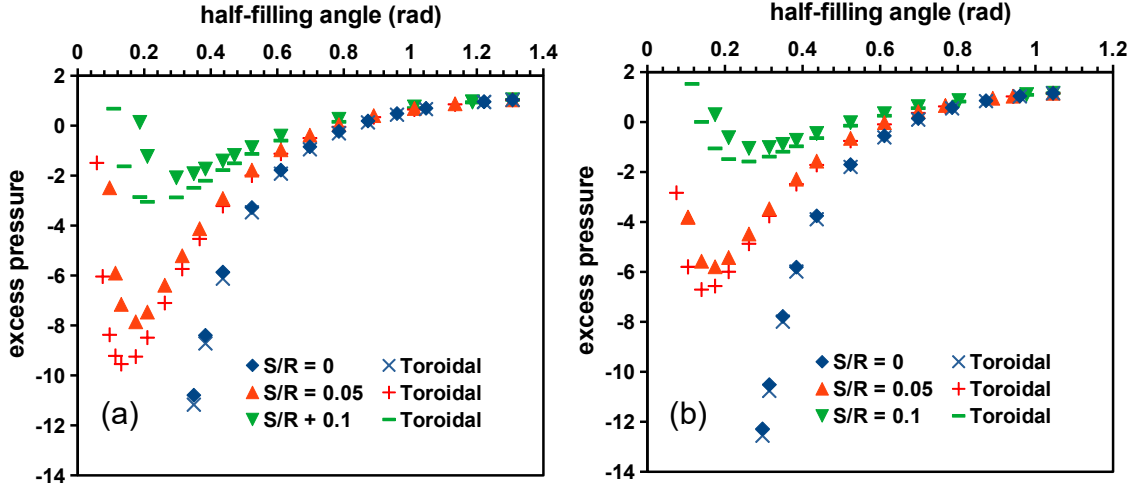 half-filling angle (rad)
0 0.2 0.4 0.6 0.8 1 1.2 1.4
2
0
-2
-4
-6
-8
-10
-12
-14
excess pressure
S/R = 0 Toroidal
S/R = 0.05 Toroidal
S/R + 0.1 Toroidal
(a)
half-filling angle (rad)
0 0.2 0.4 0.6 0.8 1 1.2
2
0
-2
-4
-6
-8
-10
-12
-14
excess pressure
S/R = 0 Toroidal
S/R = 0.05 Toroidal
S/R = 0.1 Toroidal
(b)